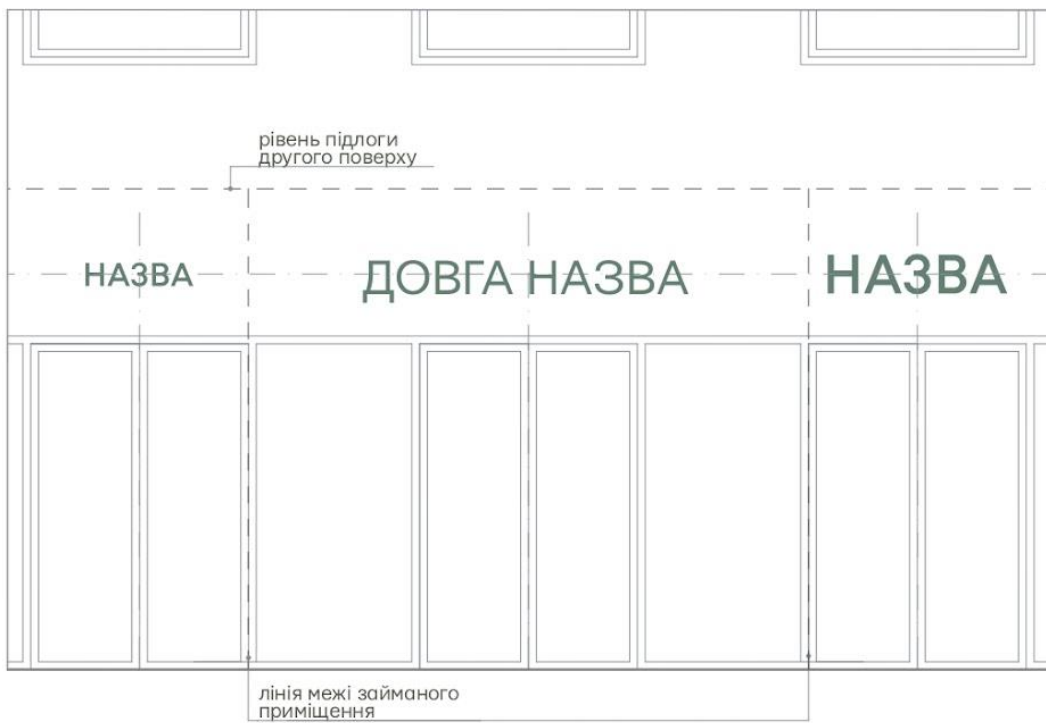 рівень підлоги
другого поверху
НАЗВА
ДОВГА НАЗВА
НАЗВА
лінія межі займаного
приміщення